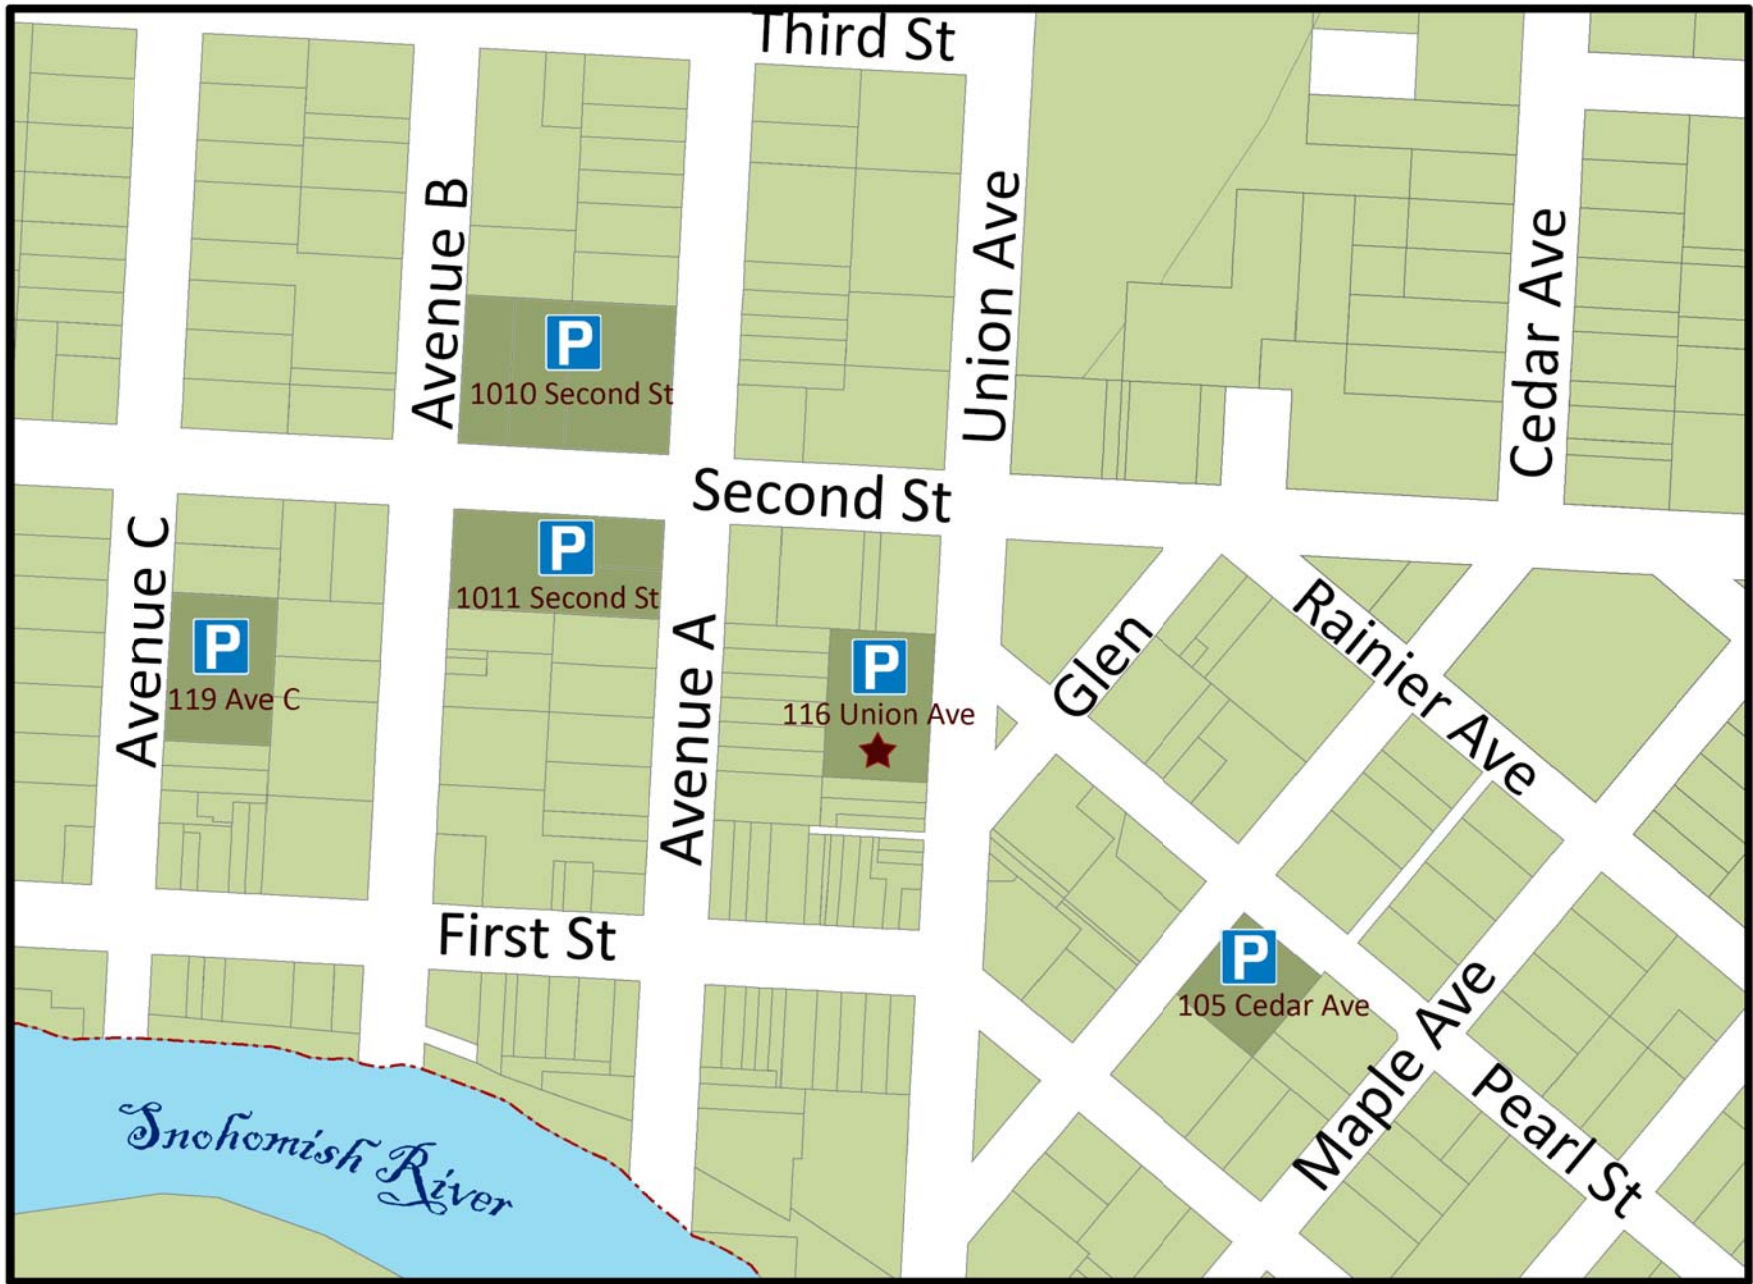 Third St
Avenue B
Union Ave
Cedar Ave
P
1010 Second St
Second St
Avenue C
P
1011 Second St
P
119 Ave C
Avenue A
P
116 Union Ave
Glen
Rainier Ave
First St
P
105 Cedar Ave
Maple Ave
Pearl St
Snohomish River